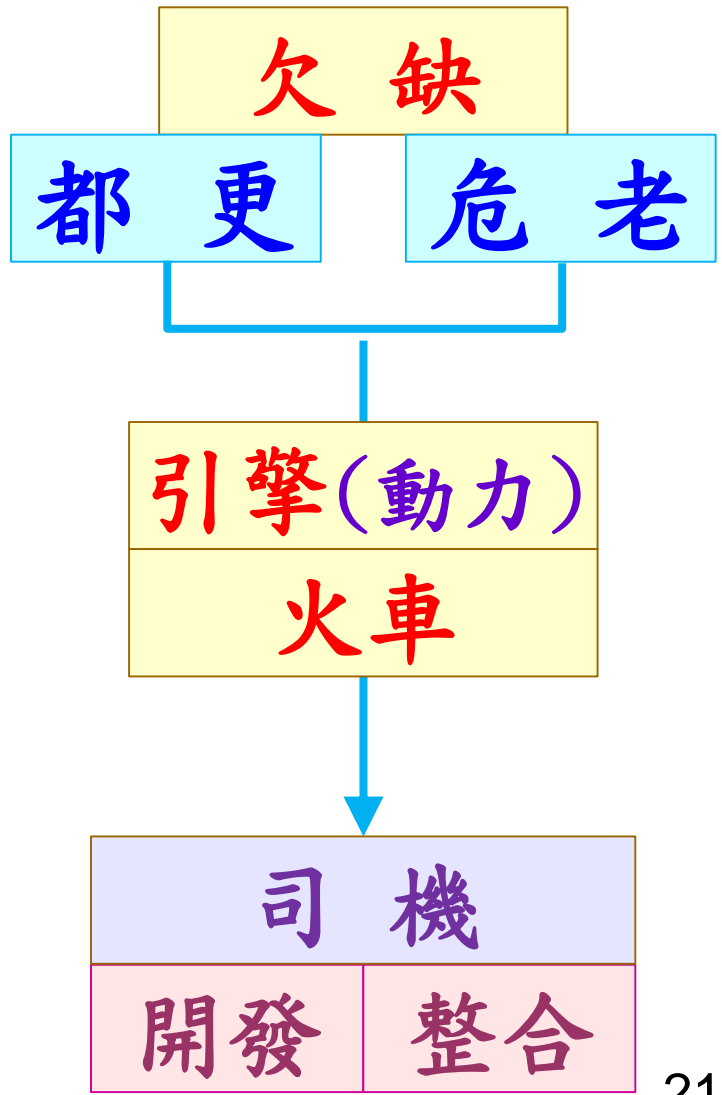 欠 缺
都 更 危 老
引擎(動力)
火車
司 機
開發 整合
21